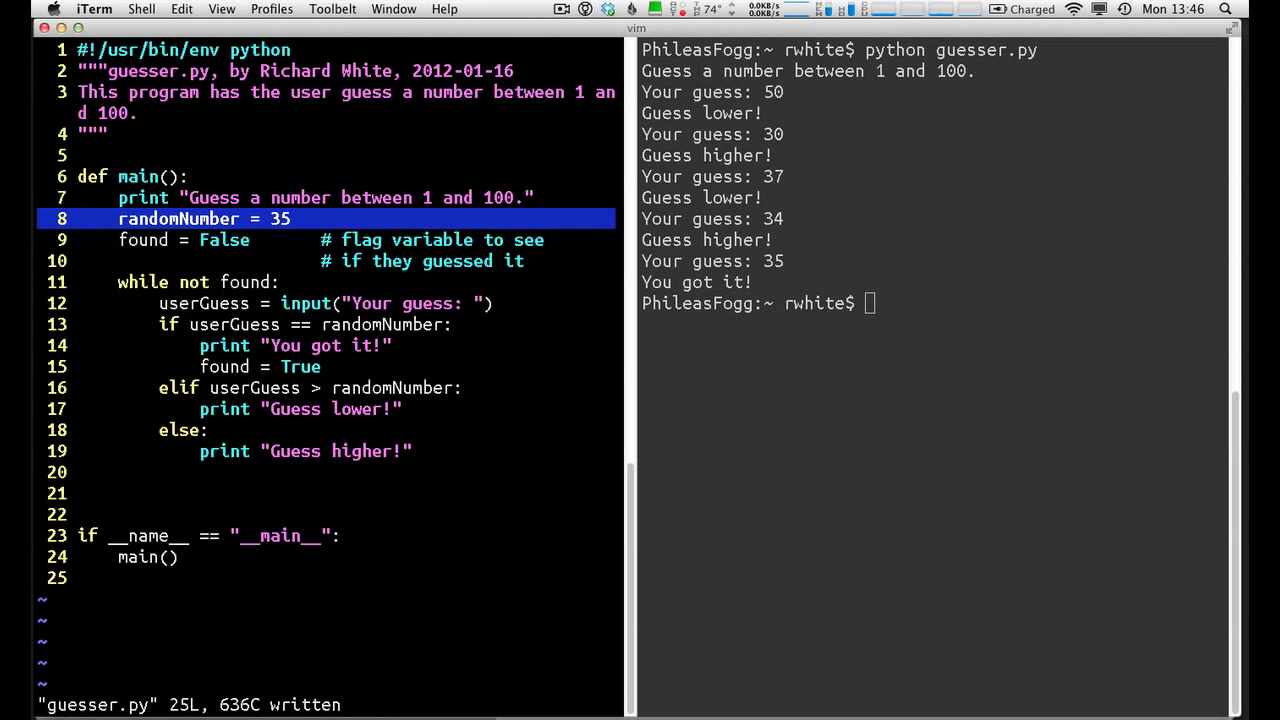 iTerm Shell Edit View Profiles Toolbelt Window Help 74° 0.0KB/s 0.0KB/s Charged Mon 13:46
vim
1 #!/usr/bin/env python
2 """guesser.py, by Richard White, 2012-01-16
3 This program has the user guess a number between 1 an
d 100.
4 """
5
6 def main():
7 print "Guess a number between 1 and 100."
8 randomNumber = 35
9 found = False # flag variable to see
10 # if they guessed it
11 while not found:
12 userGuess = input("Your guess: ")
13 if userGuess == randomNumber:
14 print "You got it!"
15 found = True
16 elif userGuess > randomNumber:
17 print "Guess lower!"
18 else:
19 print "Guess higher!"
20
21
22
23 if __name__ == "__main__":
24 main()
25
~
~
~
~
~
"guesser.py" 25L, 636C written
PhileasFogg:~ rwhite$ python guesser.py
Guess a number between 1 and 100.
Your guess: 50
Guess lower!
Your guess: 30
Guess higher!
Your guess: 37
Guess lower!
Your guess: 34
Guess higher!
Your guess: 35
You got it!
PhileasFogg:~ rwhite$